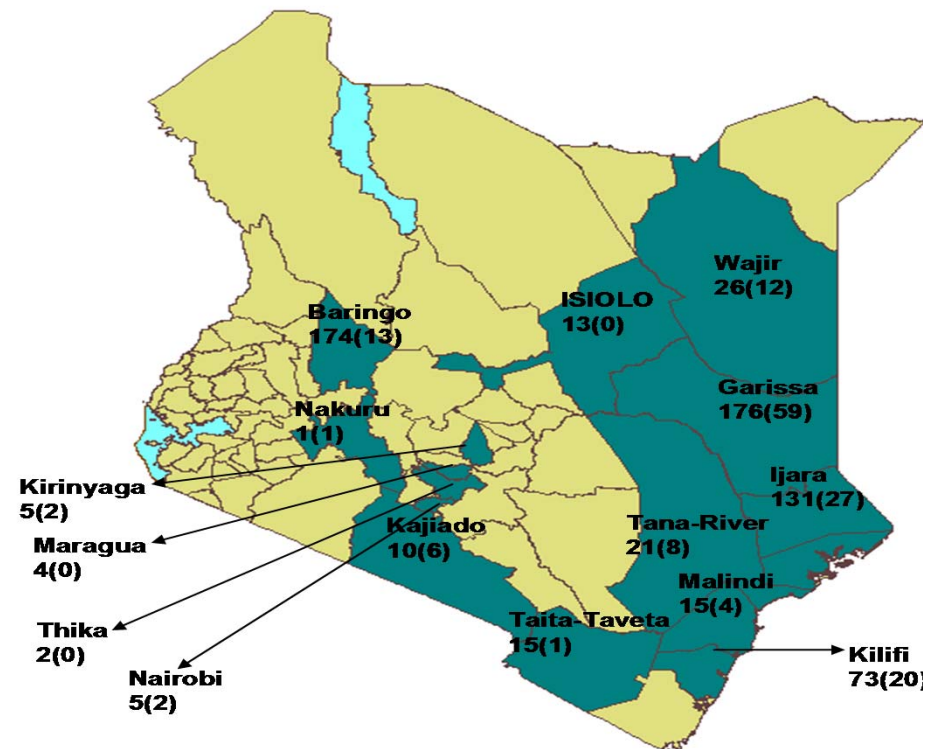 Wajir
26(12)
ISIOLO
13(0)
Baringo
174(13)
Garissa
176(59)
Nakuru
1(1)
Ijara
131(27)
Kirinyaga
5(2)
Kajiado
10(6)
Tana-River
21(8)
Maragua
4(0)
Malindi
15(4)
Taita-Taveta
15(1)
Thika
2(0)
Kilifi
73(20)
Nairobi
5(2)